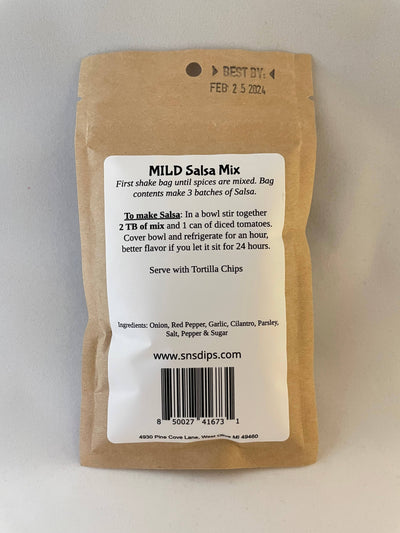 BEST BY:
FEB 25 2024
MILD Salsa Mix
First shake bag until spices are mixed. Bag
contents make 3 batches of Salsa.
To make Salsa: In a bowl stir together
2 TB of mix and 1 can of diced tomatoes.
Cover bowl and refrigerate for an hour,
better flavor if you let it sit for 24 hours.
Serve with Tortilla Chips
Ingredients: Onion, Red Pepper, Garlic, Cilantro, Parsley,
Salt, Pepper & Sugar
www.snsdips.com
8 50027 41673 1
4930 Pine Cove Lane, West Olive MI 49460